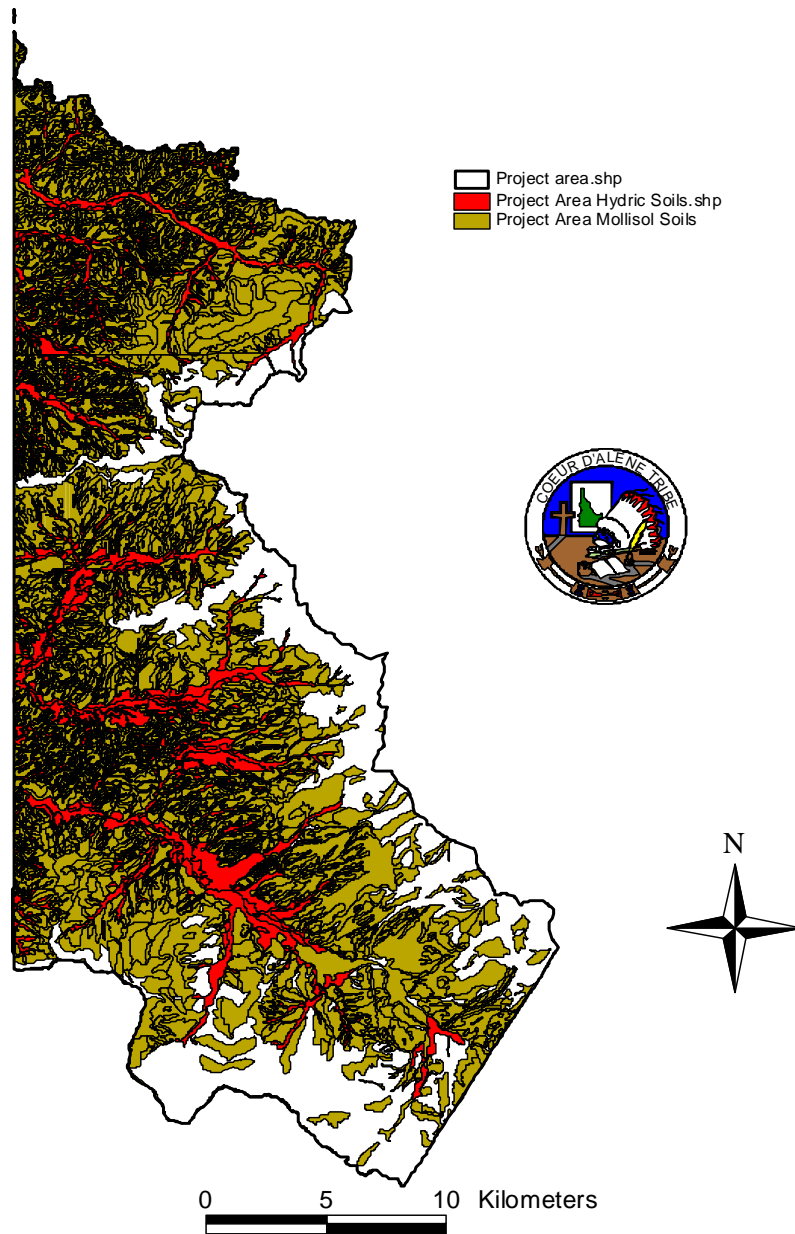 Project area.shp
Project Area Hydric Soils.shp
Project Area Mollisol Soils
COEUR D'ALENE TRIBE
N
0 5 10 Kilometers